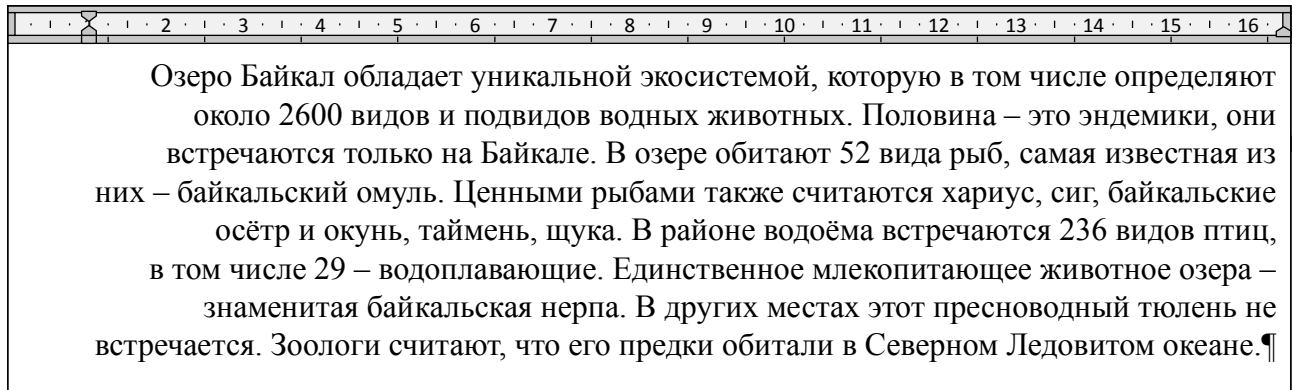 2 3 4 5 6 7 8 9 10 11 12 13 14 15 16
Озеро Байкал обладает уникальной экосистемой, которую в том числе определяют
около 2600 видов и подвидов водных животных. Половина – это эндемики, они
встречаются только на Байкале. В озере обитают 52 вида рыб, самая известная из
них – байкальский омуль. Ценными рыбами также считаются хариус, сиг, байкальские
осётр и окунь, таймень, щука. В районе водоёма встречаются 236 видов птиц,
в том числе 29 – водоплавающие. Единственное млекопитающее животное озера –
знаменитая байкальская нерпа. В других местах этот пресноводный тюлень не
встречается. Зоологи считают, что его предки обитали в Северном Ледовитом океане.¶